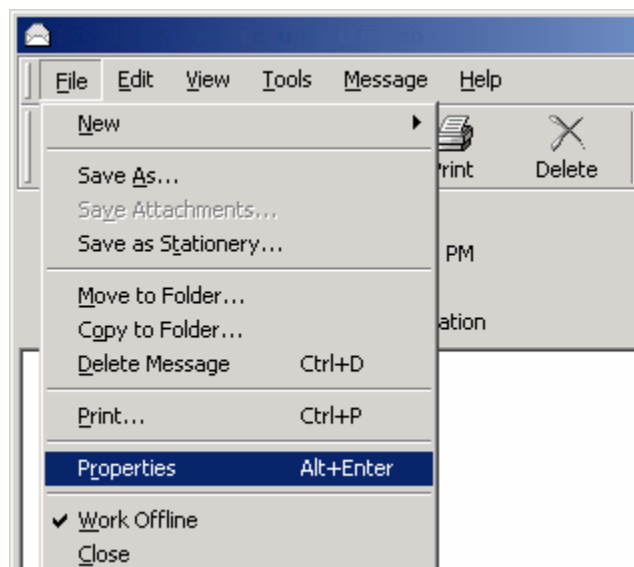 File Edit View Tools Message Help
New
Print Delete
Save As...
Save Attachments...
Save as Stationery...
PM
Move to Folder...
Copy to Folder...
ation
Delete Message Ctrl+D
Print... Ctrl+P
Properties Alt+Enter
Work Offline
Close